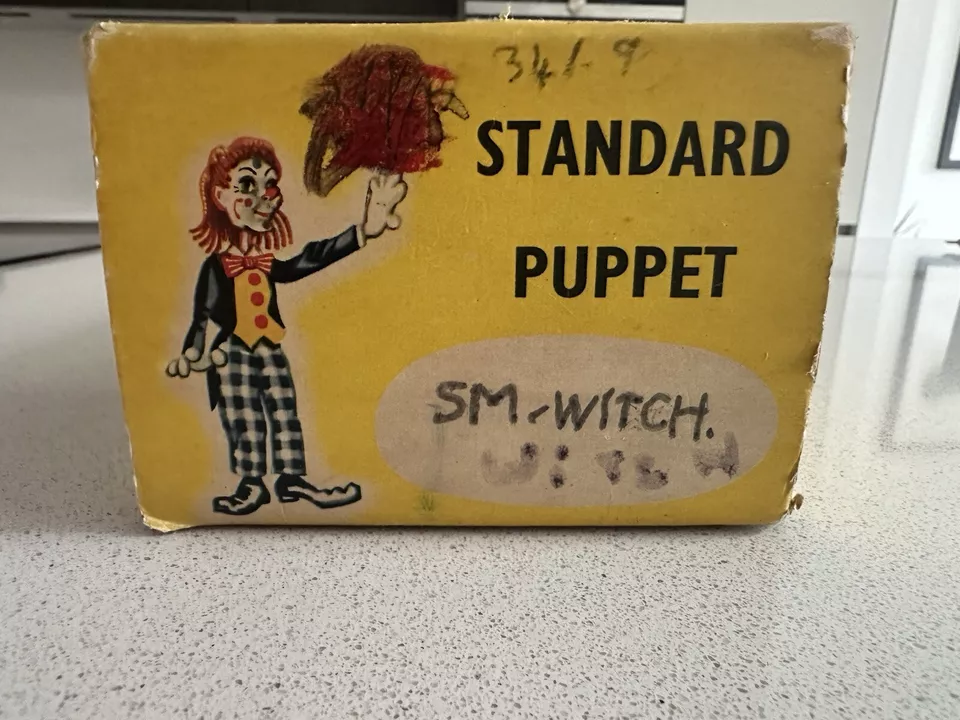 34/-9
STANDARD
PUPPET
SM.-WITCH.